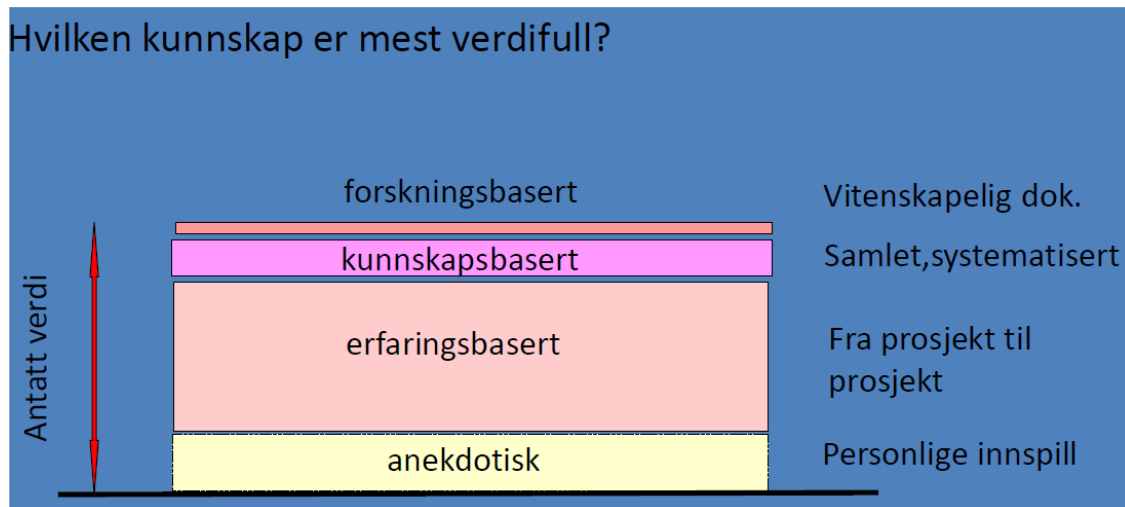 Hvilken kunnskap er mest verdifull?
forskningsbasert
Vitenskapelig dok.
kunnskapsbasert
Samlet,systematisert
erfaringsbasert
Fra prosjekt til
prosjekt
anekdotisk
Personlige innspill
Antatt verdi